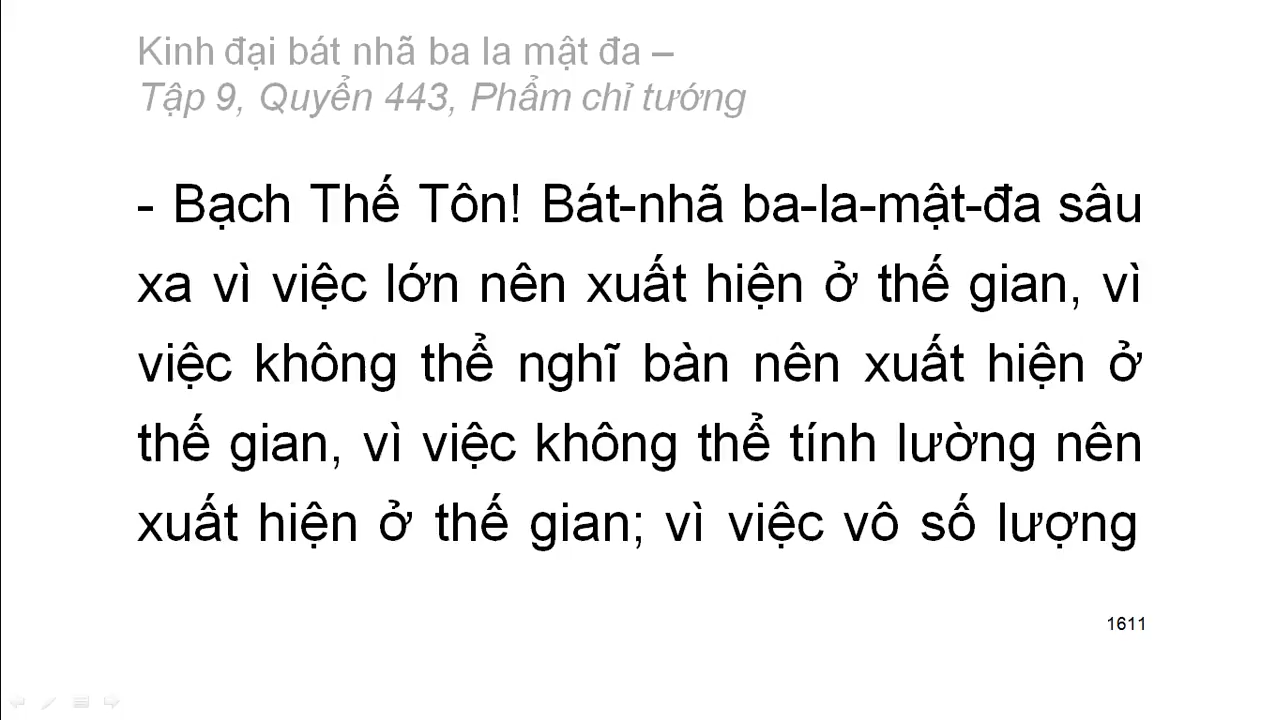 Kinh đại bát nhã ba la mật đa –
Tập 9, Quyển 443, Phẩm chỉ tướng
- Bạch Thế Tôn! Bát-nhã ba-la-mật-đa sâu
xa vì việc lớn nên xuất hiện ở thế gian, vì
việc không thể nghĩ bàn nên xuất hiện ở
thế gian, vì việc không thể tính lường nên
xuất hiện ở thế gian; vì việc vô số lượng
1611